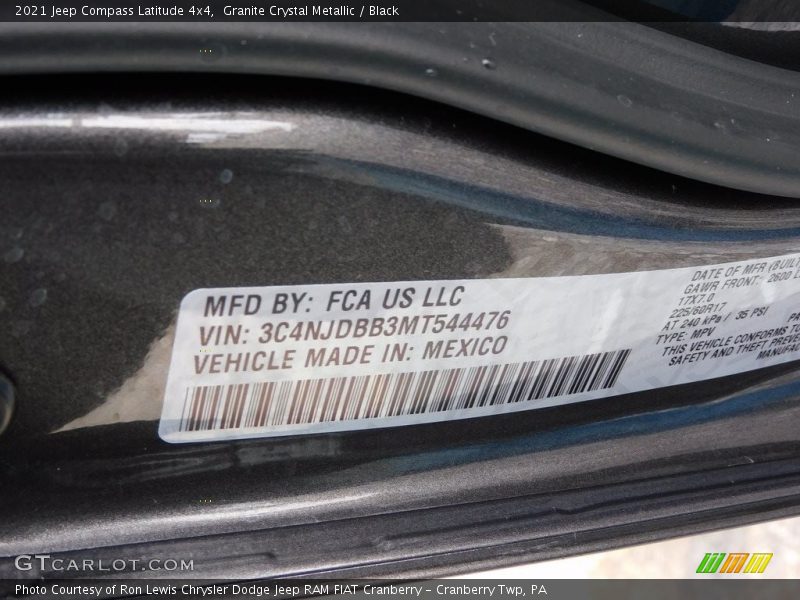 2021 Jeep Compass Latitude 4x4, Granite Crystal Metallic / Black
MFD BY: FCA US LLC
VIN: 3C4NJDBB3MT544476
VEHICLE MADE IN: MEXICO
DATE OF MFR (BUILT
GAWR FRONT: 2600 L
17X7.0
225/60R17
AT 240 kPa / 35 PSI
TYPE: MPV
THIS VEHICLE CONFORMS TO
SAFETY AND THEFT PREVE
MANUFAC
GTCARLOT.COM
Photo Courtesy of Ron Lewis Chrysler Dodge Jeep RAM FIAT Cranberry - Cranberry Twp, PA